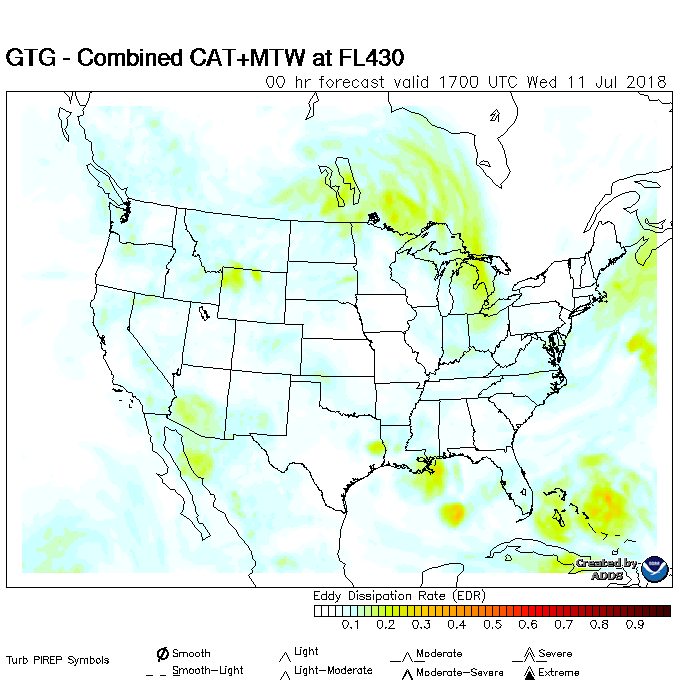 GTG - Combined CAT+MTW at FL430
00 hr forecast valid 1700 UTC Wed 11 Jul 2018
Created by
ADDS
NOAA
Eddy Dissipation Rate (EDR)
0.1 0.2 0.3 0.4 0.5 0.6 0.7 0.8 0.9
Turb PIREP Symbols
Smooth Light Moderate Severe
Smooth-Light Light-Moderate Moderate-Severe Extreme